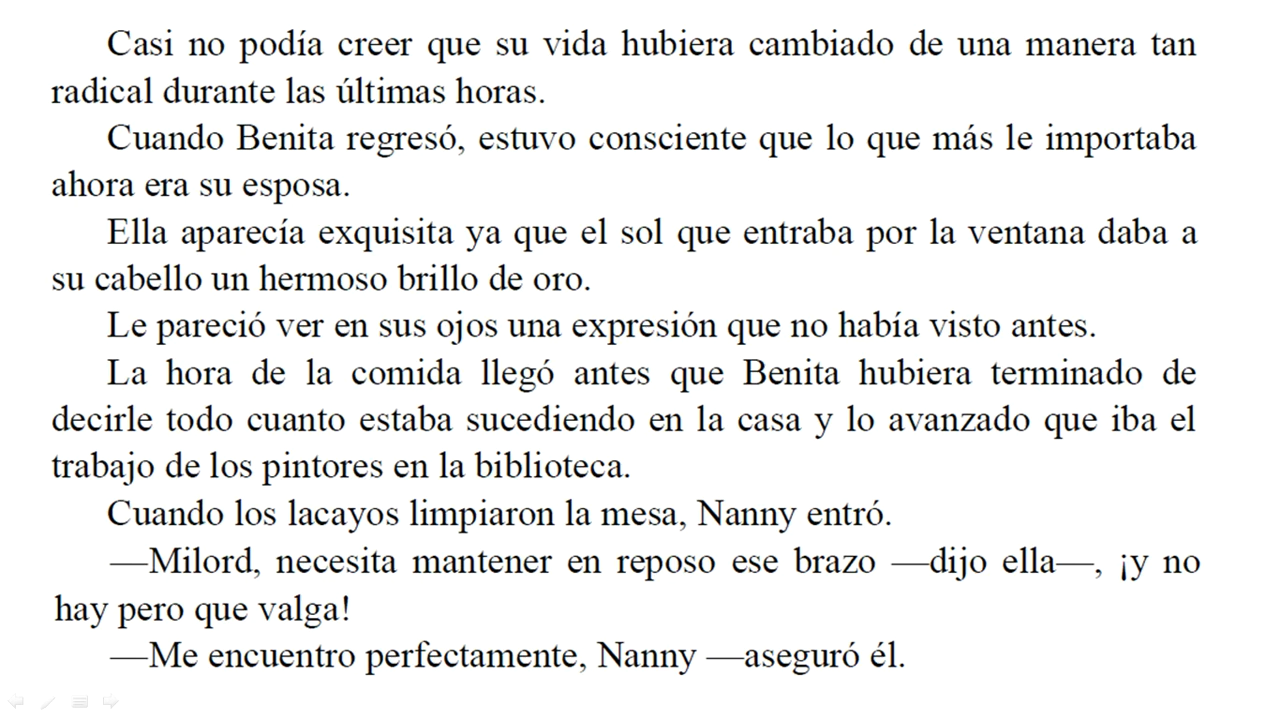 Casi no podía creer que su vida hubiera cambiado de una manera tan
radical durante las últimas horas.
Cuando Benita regresó, estuvo consciente que lo que más le importaba
ahora era su esposa.
Ella aparecía exquisita ya que el sol que entraba por la ventana daba a
su cabello un hermoso brillo de oro.
Le pareció ver en sus ojos una expresión que no había visto antes.
La hora de la comida llegó antes que Benita hubiera terminado de
decirle todo cuanto estaba sucediendo en la casa y lo avanzado que iba el
trabajo de los pintores en la biblioteca.
Cuando los lacayos limpiaron la mesa, Nanny entró.
—Milord, necesita mantener en reposo ese brazo —dijo ella—, ¡y no
hay pero que valga!
—Me encuentro perfectamente, Nanny —aseguró él.